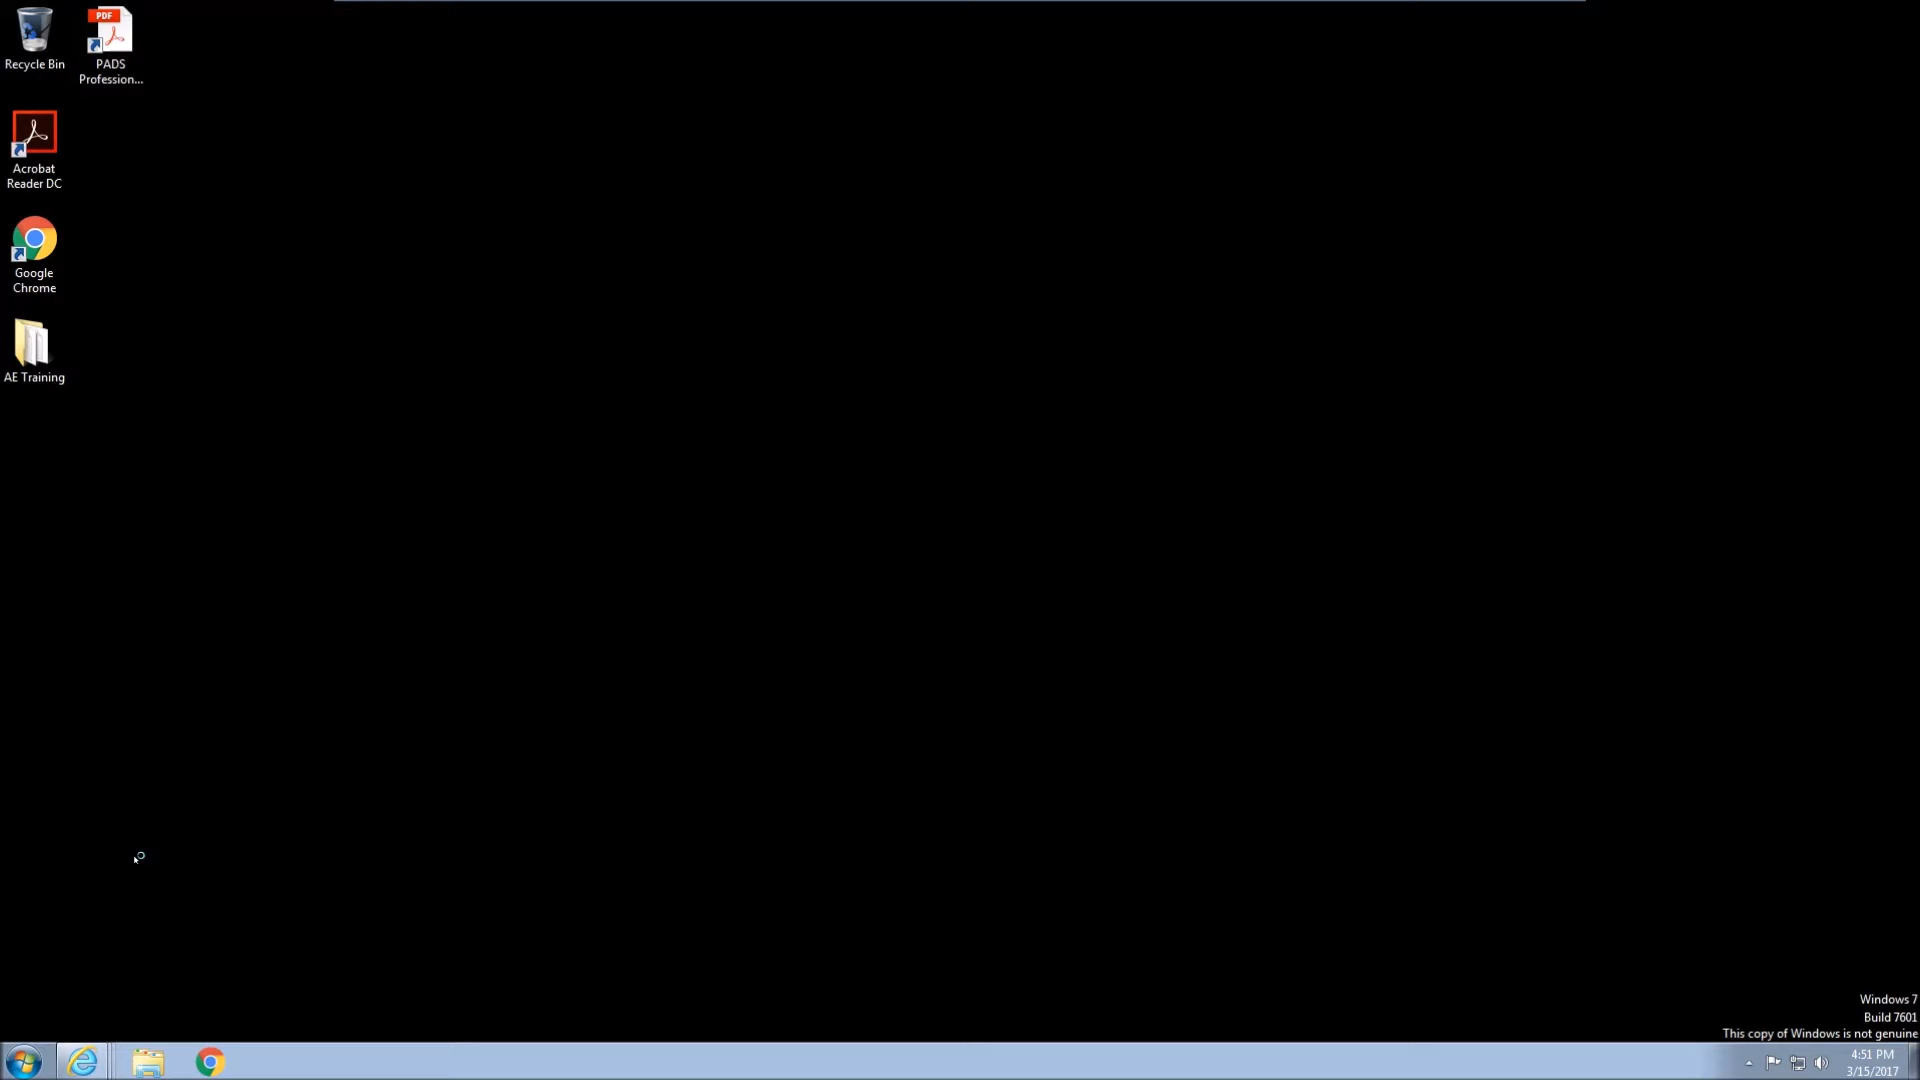 Recycle Bin
PDF
PADS
Profession...
Acrobat
Reader DC
Google
Chrome
AE Training
Windows 7
Build 7601
This copy of Windows is not genuine
4:51 PM
3/15/2017